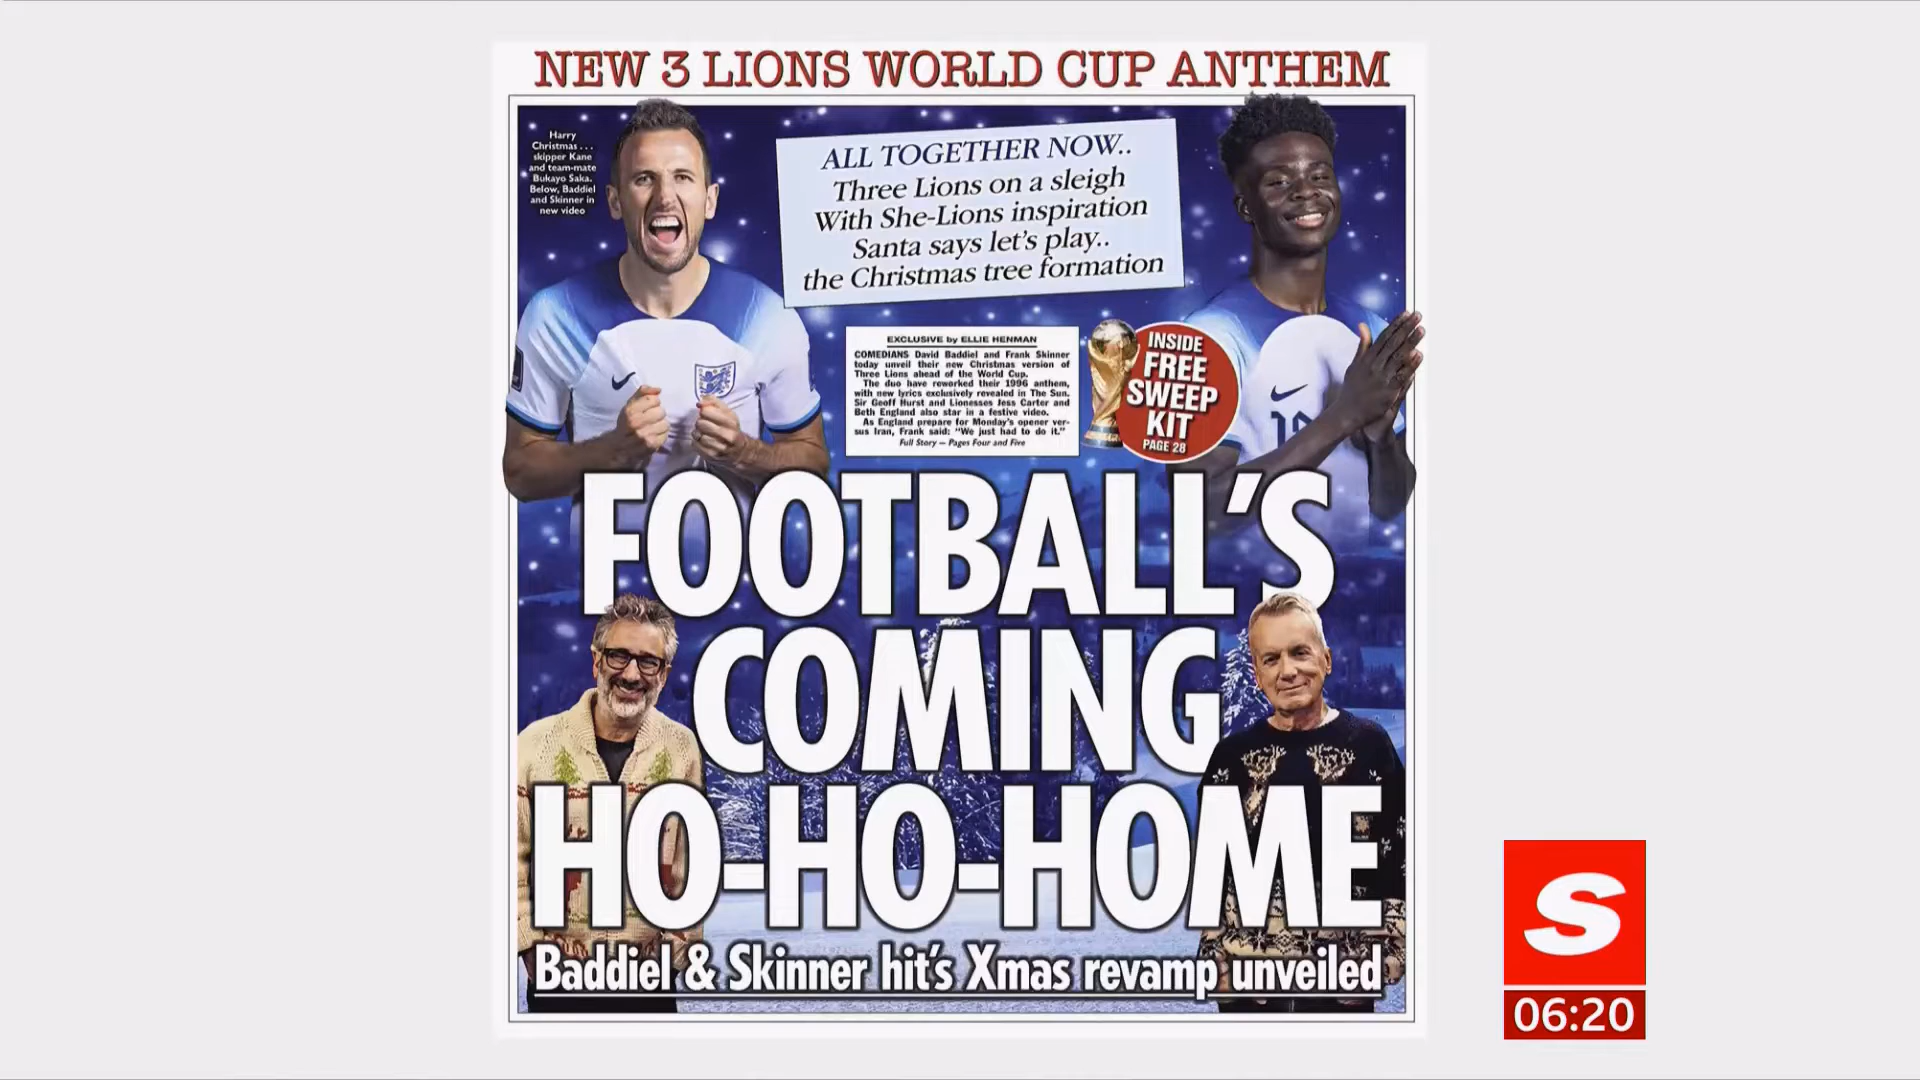 NEW 3 LIONS WORLD CUP ANTHEM
Harry
Christmas . . .
skipper Kane
and team-mate
Bukayo Saka.
Below, Baddiel
and Skinner in
new video
ALL TOGETHER NOW..
Three Lions on a sleigh
With She-Lions inspiration
Santa says let's play..
the Christmas tree formation
EXCLUSIVE by ELLIE HENMAN
COMEDIANS David Baddiel and Frank Skinner
today unveil their new Christmas version of
Three Lions ahead of the World Cup.
The duo have reworked their 1996 anthem,
with new lyrics exclusively revealed in The Sun.
Sir Geoff Hurst and Lionesses Jess Carter and
Beth England also star in a festive video.
As England prepare for Monday's opener ver-
sus Iran, Frank said: "We just had to do it."
Full Story — Pages Four and Five
INSIDE
FREE
SWEEP
KIT
PAGE 28
10
FOOTBALL'S
COMING
HO-HO-HOME
Baddiel & Skinner hit's Xmas revamp unveiled
S
06:20